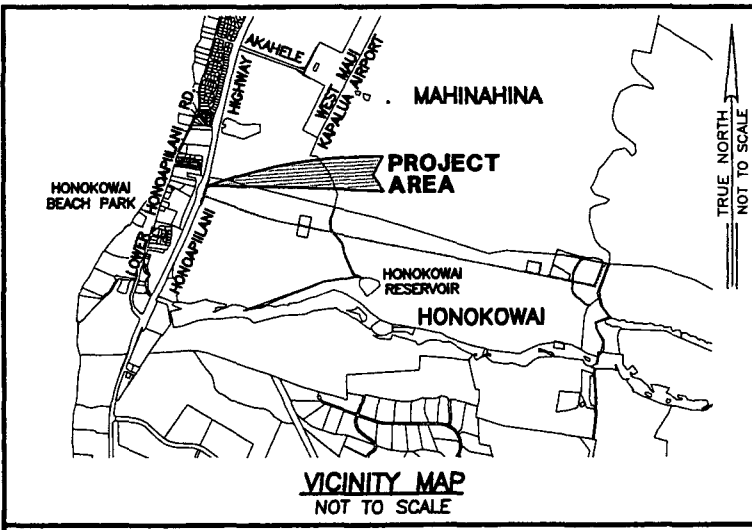 AKAHELE
HIGHWAY
WEST MAUI
KAPALUA AIRPORT
MAHINAHINA
TRUE NORTH
NOT TO SCALE
PROJECT
AREA
HONOKOWAI
BEACH PARK
LOWER HONOAPIILANI RD.
HONOAPIILANI
HONOKOWAI
RESERVOIR
HONOKOWAI
VICINITY MAP
NOT TO SCALE